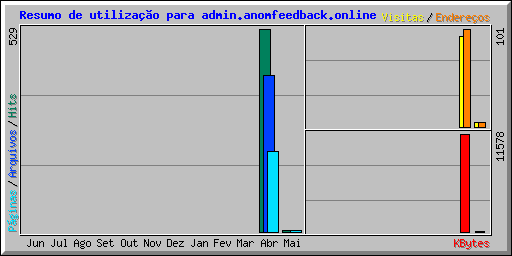 Resumo de utilização para admin.anomfeedback.online
Visitas / Endereços
529
101
Páginas / Arquivos / Hits
11578
Jun Jul Ago Set Out Nov Dez Jan Fev Mar Abr Mai
KBytes